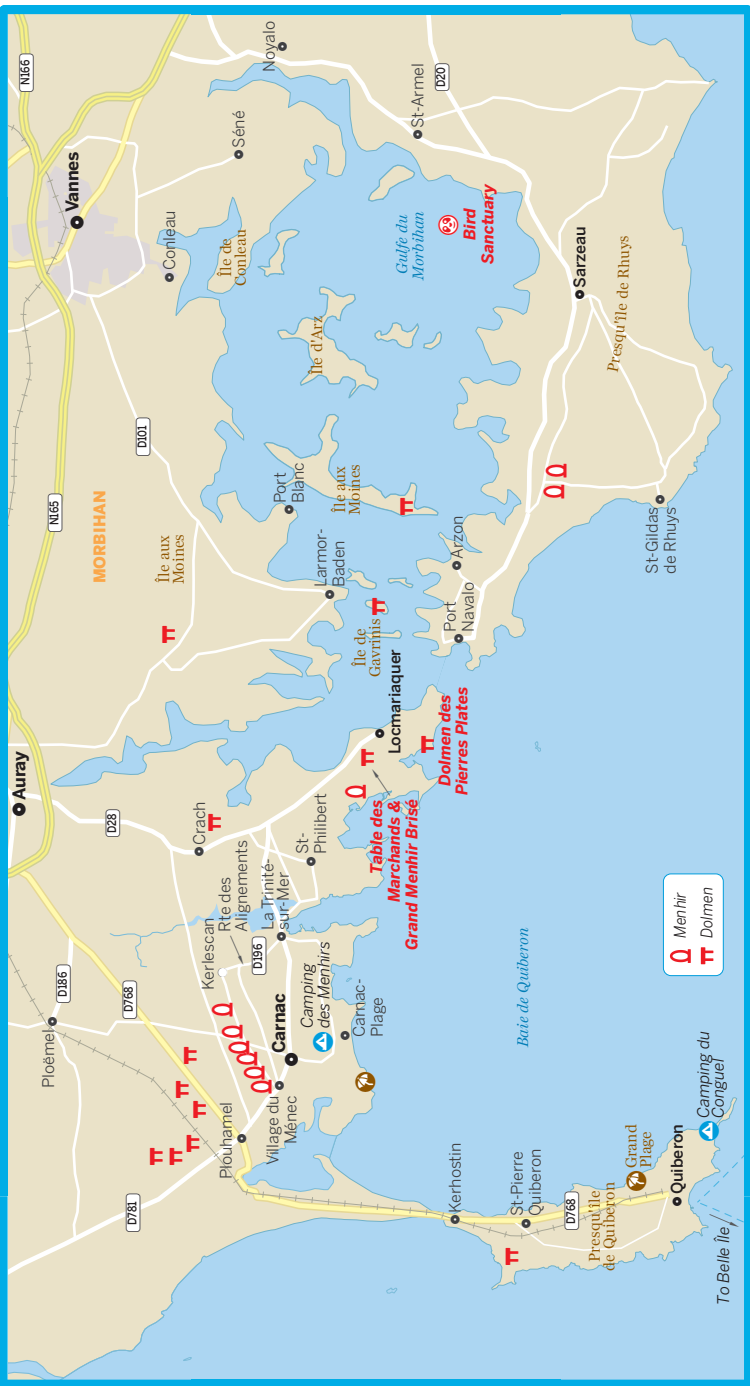 N166
Vannes
Noyalo
Séné
Conleau
Île de
Conleau
D20
St-Armel
Gulfe du
Morbihan
Bird
Sanctuary
Île d'Arz
Sarzeau
Presqu'île de Rhuys
D101
N165
MORBIHAN
Île aux
Moines
Port
Blanc
Île aux
Moines
Larmor-
Baden
Île de
Gavrinis
Arzon
Port
Navalo
St-Gildas
de Rhuys
Auray
D28
Crach
Locmariaquer
Dolmen des
Pierres Plates
Table des
Marchands &
Grand Menhir Brisé
St-
Philibert
La Trinité-
sur-Mer
Rte des
Alignements
Kerlescan
D196
D186
D768
Ploëmel
Carnac
Camping
des Menhirs
Carnac-
Plage
Village du
Ménec
Plouhamel
D781
Baie de Quiberon
Menhir
Dolmen
Kerhostin
St-Pierre
Quiberon
D768
Presqu'île
de Quiberon
Grand
Plage
Quiberon
Camping du
Conguel
To Belle Île